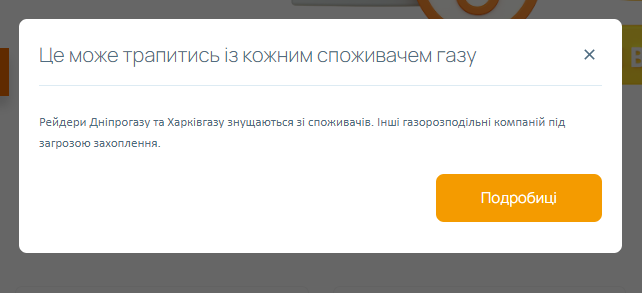 Це може трапитись із кожним споживачем газу
Рейдери Дніпрогазу та Харківгазу знущаються зі споживачів. Інші газорозподільні компаній під
загрозою захоплення.
Подробиці